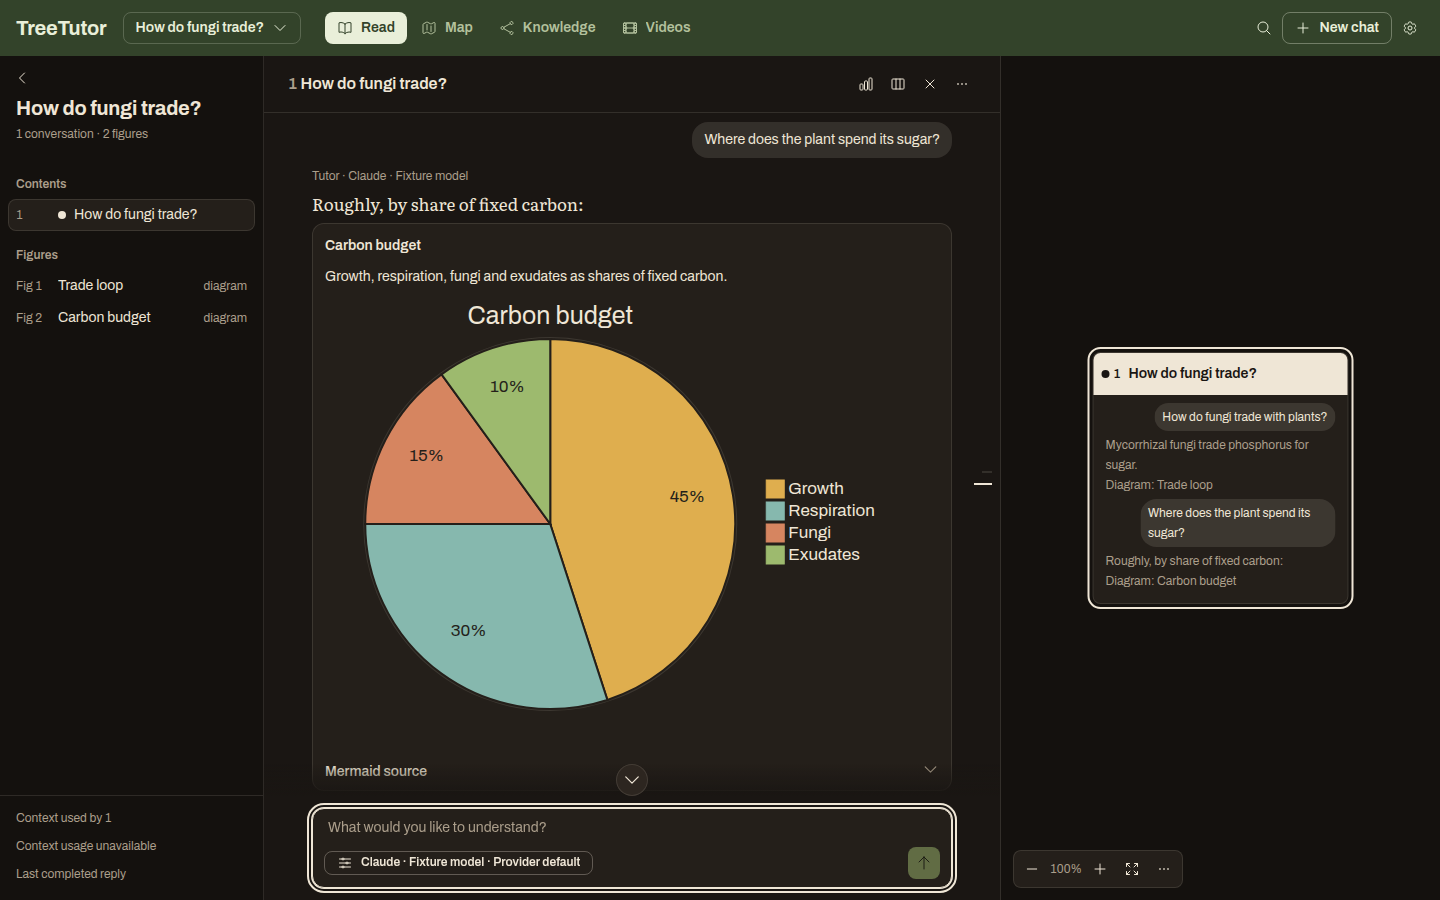 TreeTutor
How do fungi trade?
Read
Map
Knowledge
Videos
New chat
How do fungi trade?
1 conversation · 2 figures
Contents
1 How do fungi trade?
Figures
Fig 1 Trade loop diagram
Fig 2 Carbon budget diagram
Context used by 1
Context usage unavailable
Last completed reply
1 How do fungi trade?
Where does the plant spend its sugar?
Tutor · Claude · Fixture model
Roughly, by share of fixed carbon:
Carbon budget
Growth, respiration, fungi and exudates as shares of fixed carbon.
Carbon budget
10%
15%
45%
30%
Growth
Respiration
Fungi
Exudates
Mermaid source
What would you like to understand?
Claude · Fixture model · Provider default
1 How do fungi trade?
How do fungi trade with plants?
Mycorrhizal fungi trade phosphorus for
sugar.
Diagram: Trade loop
Where does the plant spend its
sugar?
Roughly, by share of fixed carbon:
Diagram: Carbon budget
100%